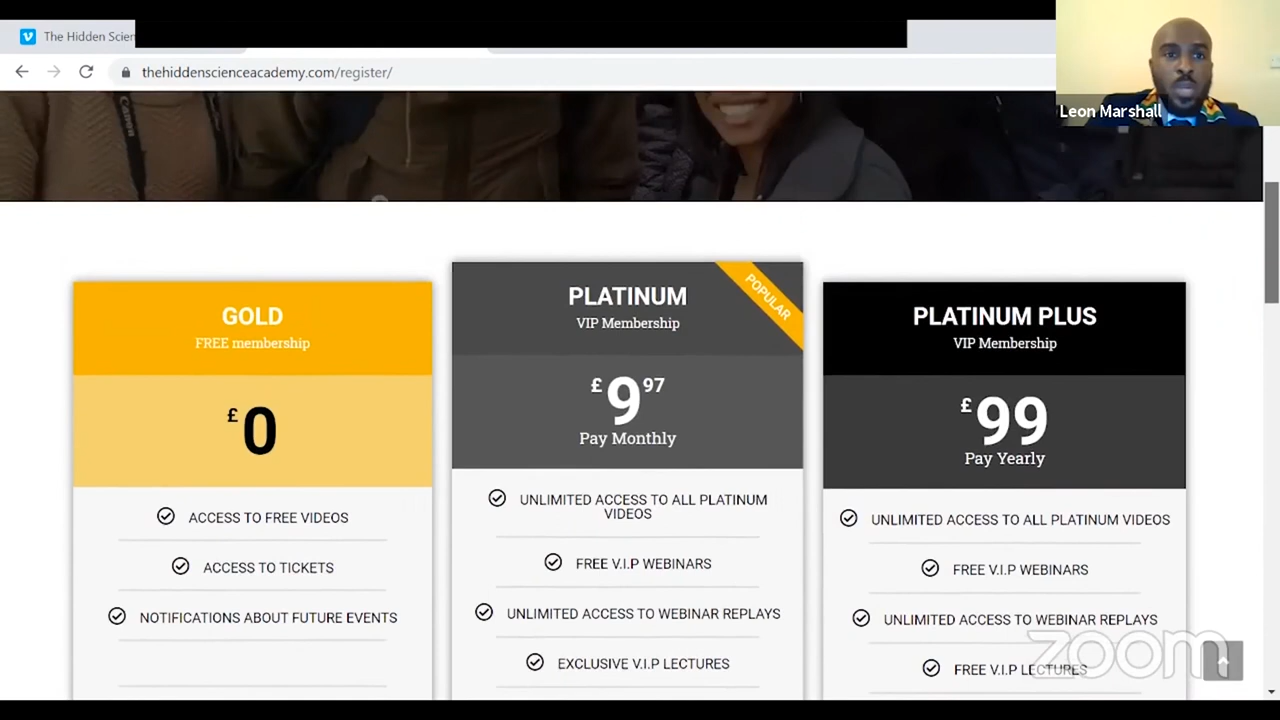 The Hidden Scien
thehiddenscienceacademy.com/register/
Leon Marshall
Canon
GOLD
FREE membership
£0
ACCESS TO FREE VIDEOS
ACCESS TO TICKETS
NOTIFICATIONS ABOUT FUTURE EVENTS
POPULAR
PLATINUM
VIP Membership
£9 97
Pay Monthly
UNLIMITED ACCESS TO ALL PLATINUM
VIDEOS
FREE V.I.P WEBINARS
UNLIMITED ACCESS TO WEBINAR REPLAYS
EXCLUSIVE V.I.P LECTURES
PLATINUM PLUS
VIP Membership
£99
Pay Yearly
UNLIMITED ACCESS TO ALL PLATINUM VIDEOS
FREE V.I.P WEBINARS
UNLIMITED ACCESS TO WEBINAR REPLAYS
FREE V.I.P LECTURES
zoom